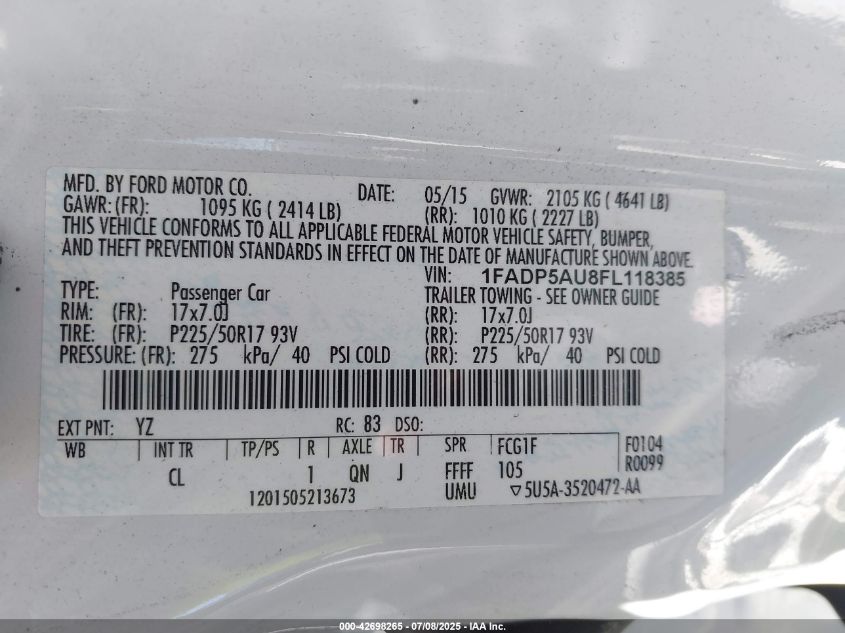 MFD. BY FORD MOTOR CO. DATE: 05/15 GVWR: 2105 KG ( 4641 LB)
GAWR: (FR): 1095 KG ( 2414 LB) (RR): 1010 KG ( 2227 LB)
THIS VEHICLE CONFORMS TO ALL APPLICABLE FEDERAL MOTOR VEHICLE SAFETY, BUMPER,
AND THEFT PREVENTION STANDARDS IN EFFECT ON THE DATE OF MANUFACTURE SHOWN ABOVE.
VIN: 1FADP5AU8FL118385
TYPE: Passenger Car TRAILER TOWING - SEE OWNER GUIDE
RIM: (FR): 17x7.0J (RR): 17x7.0J
TIRE: (FR): P225/50R17 93V (RR): P225/50R17 93V
PRESSURE: (FR): 275 kPa/ 40 PSI COLD (RR): 275 kPa/ 40 PSI COLD
EXT PNT: YZ RC: 83 DSO:
WB INT TR TP/PS R AXLE TR SPR FCG1F F0104
CL 1 QN J FFFF 105 R0099
1201505213673 UMU ▽5U5A-3520472-AA
000-42698265 - 07/08/2025 - IAA Inc.